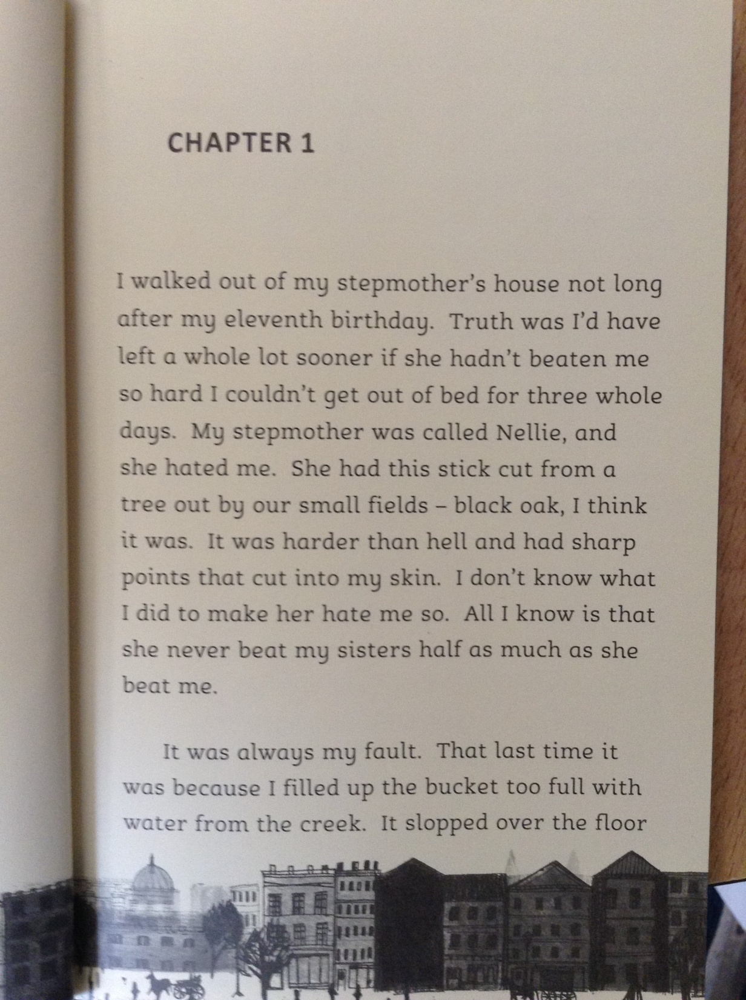 CHAPTER 1
I walked out of my stepmother's house not long
after my eleventh birthday. Truth was I'd have
left a whole lot sooner if she hadn't beaten me
so hard I couldn't get out of bed for three whole
days. My stepmother was called Nellie, and
she hated me. She had this stick cut from a
tree out by our small fields – black oak, I think
it was. It was harder than hell and had sharp
points that cut into my skin. I don't know what
I did to make her hate me so. All I know is that
she never beat my sisters half as much as she
beat me.
It was always my fault. That last time it
was because I filled up the bucket too full with
water from the creek. It slopped over the floor